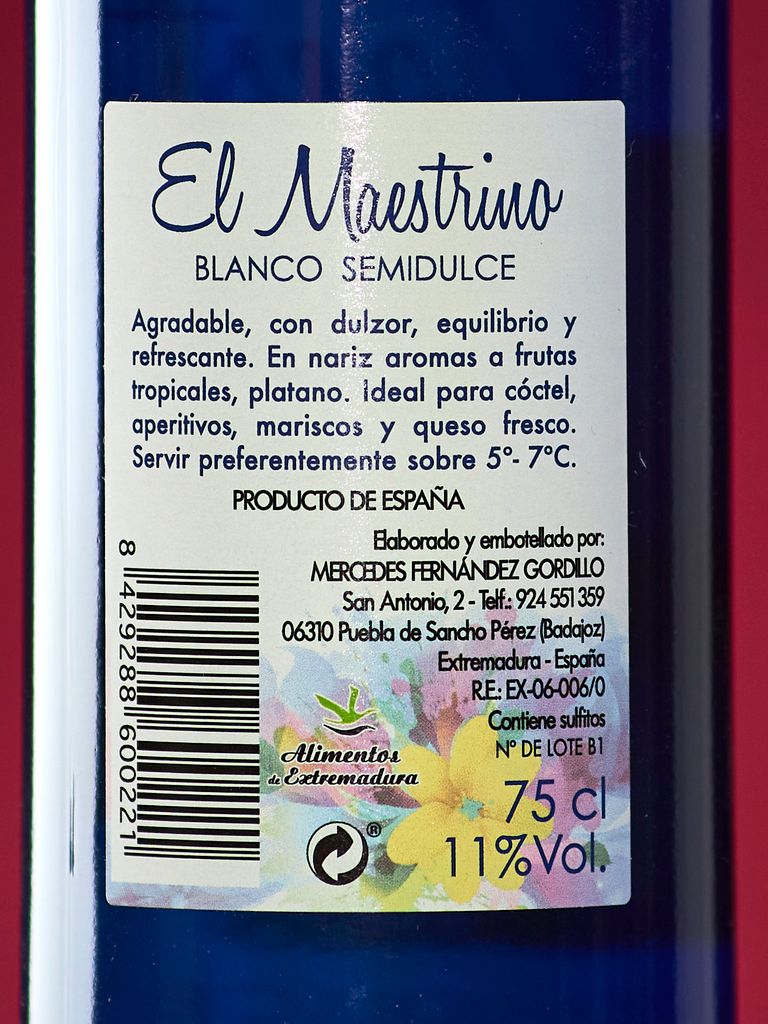 El Maestrino
BLANCO SEMIDULCE
Agradable, con dulzor, equilibrio y
refrescante. En nariz aromas a frutas
tropicales, platano. Ideal para cóctel,
aperitivos, mariscos y queso fresco.
Servir preferentemente sobre 5º- 7ºC.
PRODUCTO DE ESPAÑA
Elaborado y embotellado por:
MERCEDES FERNÁNDEZ GORDILLO
San Antonio, 2 - Telf.: 924 551 359
06310 Puebla de Sancho Pérez (Badajoz)
Extremadura - España
R.E.: EX-06-006/0
Contiene sulfitos
Nº DE LOTE B1
75 cl
11%Vol.
Alimentos
de Extremadura
®
8 429288 600221